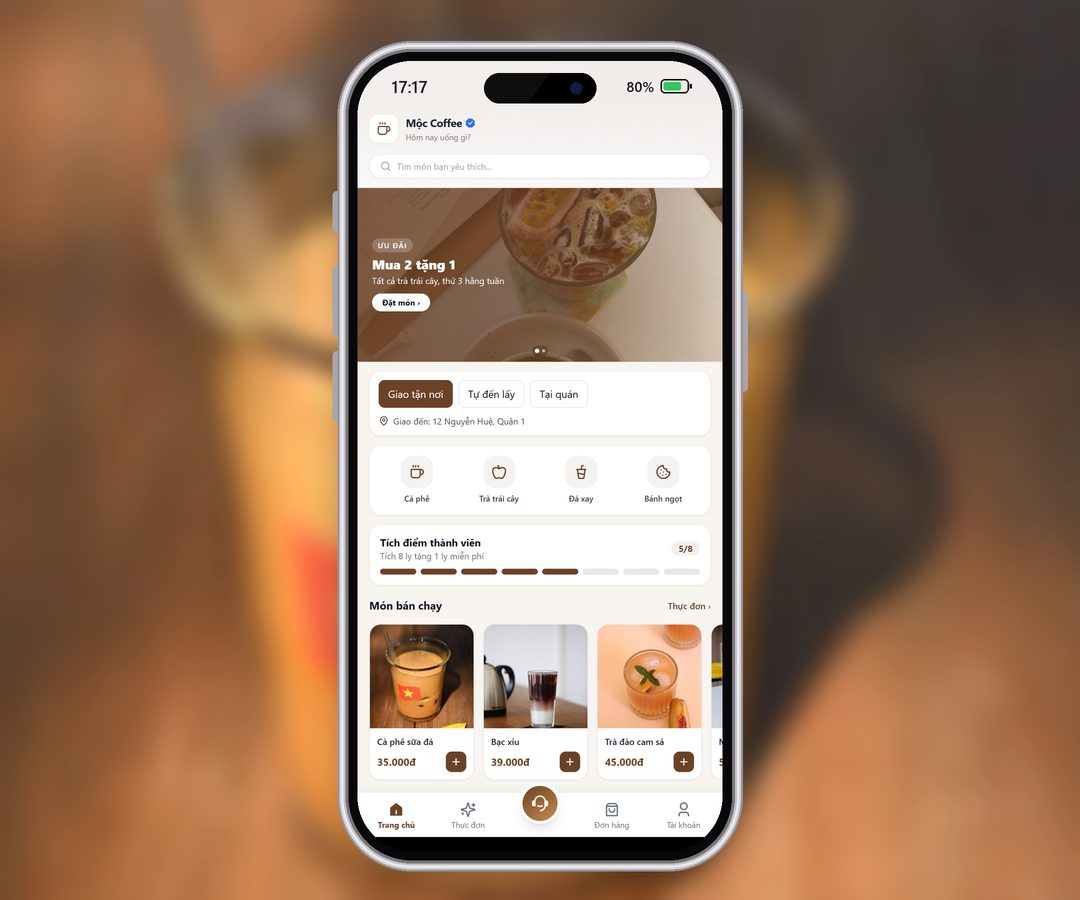 17:17
80%
Mộc Coffee
Hôm nay uống gì?
Tìm món bạn yêu thích...
ƯU ĐÃI
Mua 2 tặng 1
Tất cả trà trái cây, thứ 3 hằng tuần
Đặt món ›
Giao tận nơi
Tự đến lấy
Tại quán
Giao đến: 12 Nguyễn Huệ, Quận 1
Cà phê
Trà trái cây
Đá xay
Bánh ngọt
Tích điểm thành viên
Tích 8 ly tặng 1 ly miễn phí
5/8
Món bán chạy
Thực đơn ›
Cà phê sữa đá
35.000đ
+
Bạc xỉu
39.000đ
+
Trà đào cam sả
45.000đ
+
Trang chủ
Thực đơn
Đơn hàng
Tài khoản